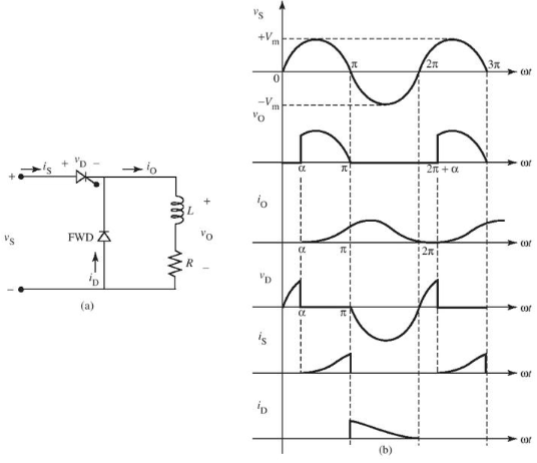 + v_D −
i_S
i_O
+
+
L
v_S
FWD
v_O
R
−
i_D
−
(a)
v_S
+V_m
π
2π
3π
ωt
0
−V_m
v_O
α
π
2π + α
ωt
i_O
α
π
2π
ωt
v_D
α
π
ωt
i_S
ωt
i_D
ωt
(b)